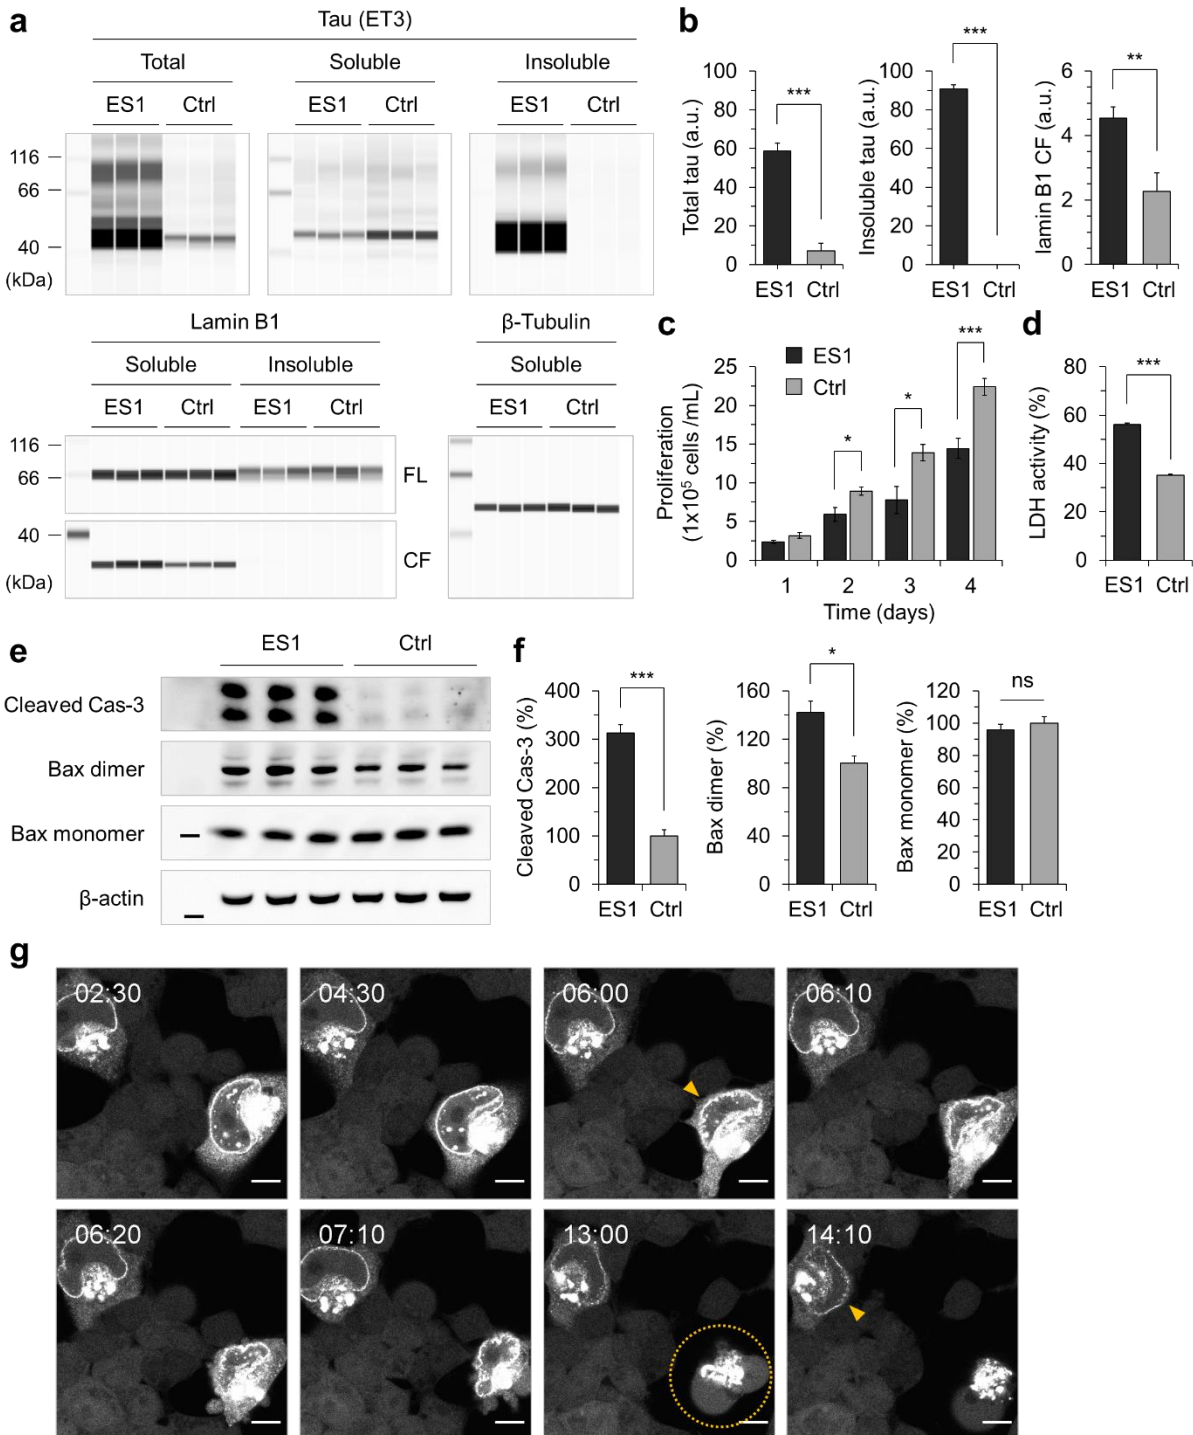 a
Tau (ET3)
Total Soluble Insoluble
ES1 Ctrl ES1 Ctrl ES1 Ctrl
116
66
40
(kDa)
Lamin B1 β-Tubulin
Soluble Insoluble Soluble
ES1 Ctrl ES1 Ctrl ES1 Ctrl
116
66
FL
40
CF
(kDa)
b
Total tau (a.u.)
100
80
60
40
20
0
***
ES1 Ctrl
Insoluble tau (a.u.)
100
80
60
40
20
0
***
ES1 Ctrl
lamin B1 CF (a.u.)
6
4
2
0
**
ES1 Ctrl
c
Proliferation
(1x10⁵ cells /mL)
25
20
15
10
5
0
ES1
Ctrl
*
*
***
1 2 3 4
Time (days)
d
LDH activity (%)
80
60
40
20
0
***
ES1 Ctrl
e
ES1 Ctrl
Cleaved Cas-3
Bax dimer
Bax monomer
β-actin
f
Cleaved Cas-3 (%)
400
300
200
100
0
***
ES1 Ctrl
Bax dimer (%)
160
120
80
40
0
*
ES1 Ctrl
Bax monomer (%)
120
100
80
60
40
20
0
ns
ES1 Ctrl
g
02:30 04:30 06:00 06:10
06:20 07:10 13:00 14:10